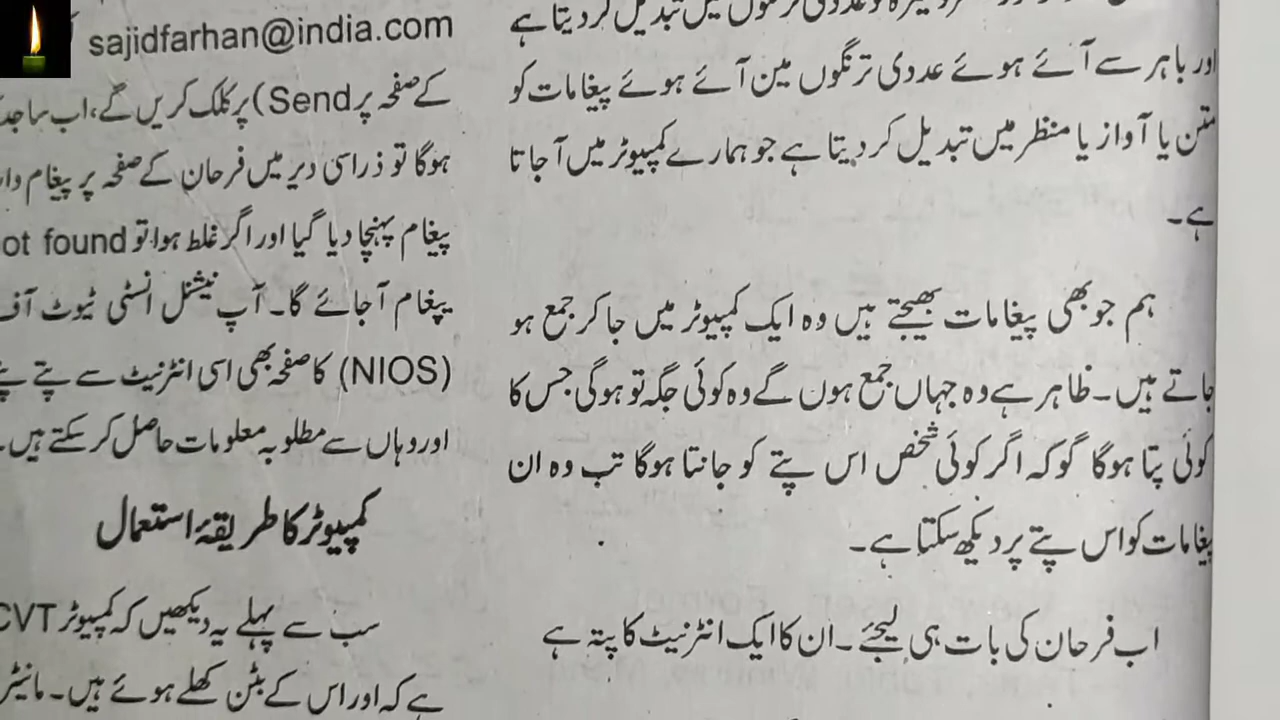 میں تبدیل کر دیتا ہے
اور باہر سے آئے ہوئے عددی ترنگوں مین آئے ہوئے پیغامات کو
متن یا آواز یا منظر میں تبدیل کر دیتا ہے جو ہمارے کمپیوٹر میں آ جاتا
ہے۔
ہم جو بھی پیغامات بھیجتے ہیں وہ ایک کمپیوٹر میں جا کر جمع ہو
جاتے ہیں۔ ظاہر ہے وہ جہاں جمع ہون گے وہ کوئی جگہ تو ہوگی جس کا
کوئی پتا ہوگا گو کہ اگر کوئی شخص اس پتے کو جانتا ہوگا تب وہ ان
پیغامات کو اس پتے پر دیکھ سکتا ہے۔
اب فرحان کی بات ہی لیجئے۔ ان کا ایک انٹرنیٹ کا پتہ ہے
sajidfarhan@india.com
کے صفحہ پر Send) پر کلک کریں گے، اب ساجد
ہوگا تو ذرا سی دیر میں فرحان کے صفحہ پر پیغام
پیغام پہنچا دیا گیا اور اگر غلط ہوا تو ot found
پیغام آ جائے گا۔ آپ نیشنل انسٹی ٹیوٹ آف
(NIOS) کا صفحہ بھی اسی انٹرنیٹ سے پتے
اور وہاں سے مطلوبہ معلومات حاصل کر سکتے ہیں۔
کمپیوٹر کا طریقۂ استعمال
سب سے پہلے یہ دیکھیں کہ کمپیوٹر CVT
ہے کہ اور اس کے بٹن کھلے ہوئے ہیں۔ مانیٹر